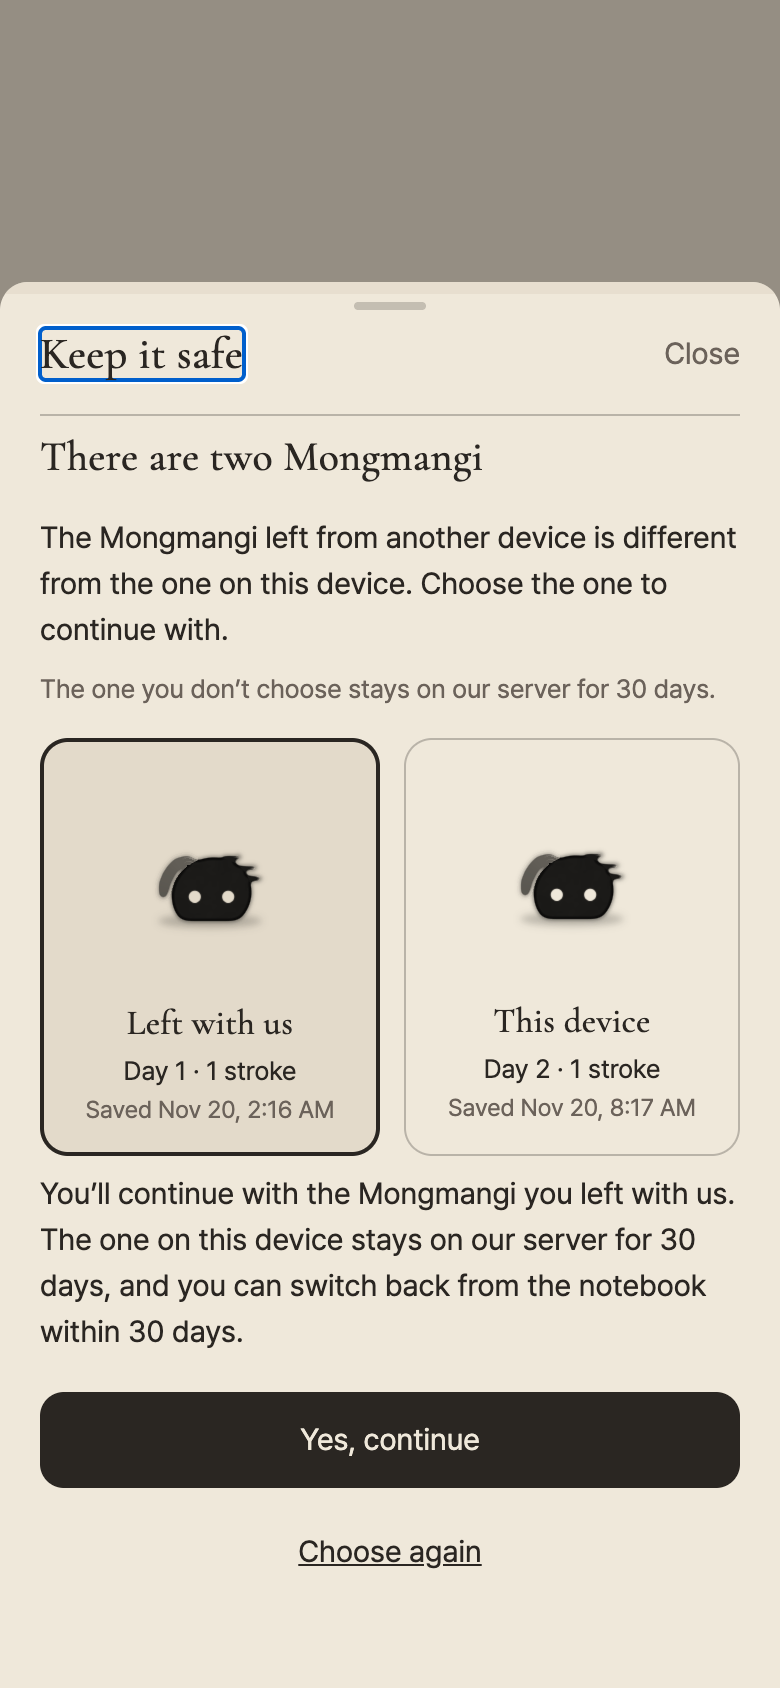 Keep it safe
Close
There are two Mongmangi
The Mongmangi left from another device is different
from the one on this device. Choose the one to
continue with.
The one you don’t choose stays on our server for 30 days.
Left with us
Day 1 · 1 stroke
Saved Nov 20, 2:16 AM
This device
Day 2 · 1 stroke
Saved Nov 20, 8:17 AM
You’ll continue with the Mongmangi you left with us.
The one on this device stays on our server for 30
days, and you can switch back from the notebook
within 30 days.
Yes, continue
Choose again